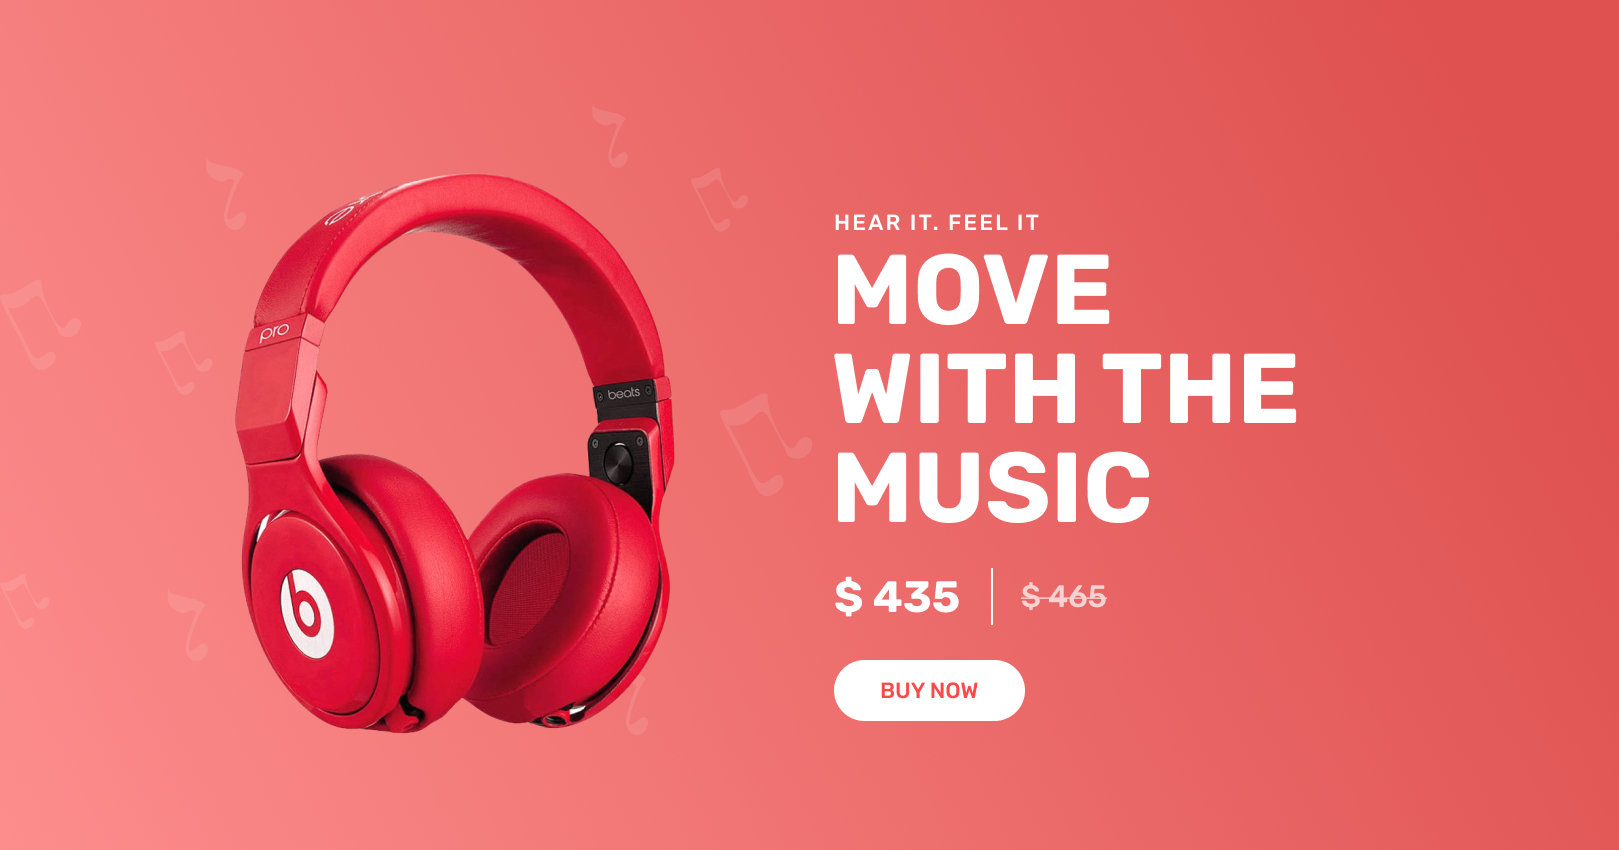 HEAR IT. FEEL IT
MOVE
WITH THE
MUSIC
$ 435
$ 465
BUY NOW
pro
beats
b